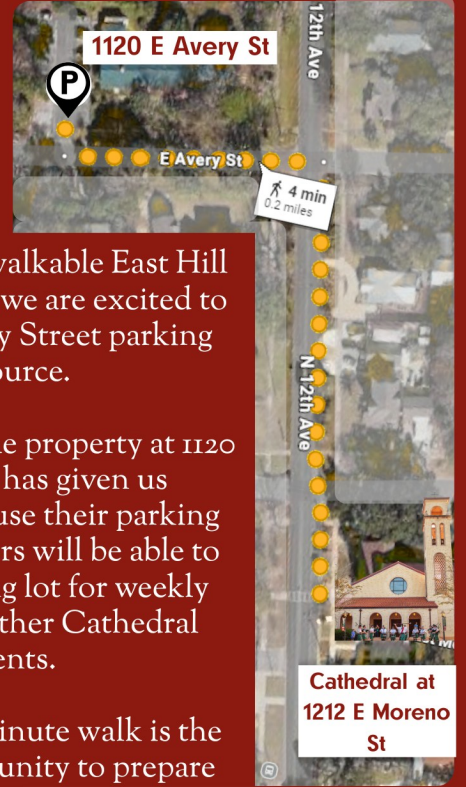 1120 E Avery St
12th Ave
P
E Avery St
4 min
0.2 miles
walkable East Hill
we are excited to
y Street parking
ource.
N 12th Ave
e property at 1120
has given us
use their parking
rs will be able to
g lot for weekly
ther Cathedral
ents.
Cathedral at
1212 E Moreno
St
inute walk is the
unity to prepare